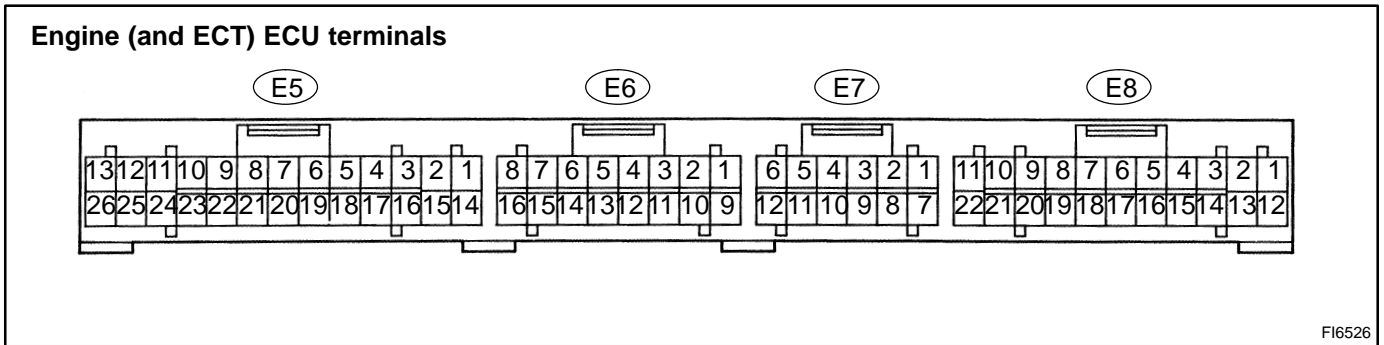 Engine (and ECT) ECU terminals
E5 E6 E7 E8
13 12 11 10 9 8 7 6 5 4 3 2 1 8 7 6 5 4 3 2 1 6 5 4 3 2 1 11 10 9 8 7 6 5 4 3 2 1
26 25 24 23 22 21 20 19 18 17 16 15 14 16 15 14 13 12 11 10 9 12 11 10 9 8 7 22 21 20 19 18 17 16 15 14 13 12
FI6526